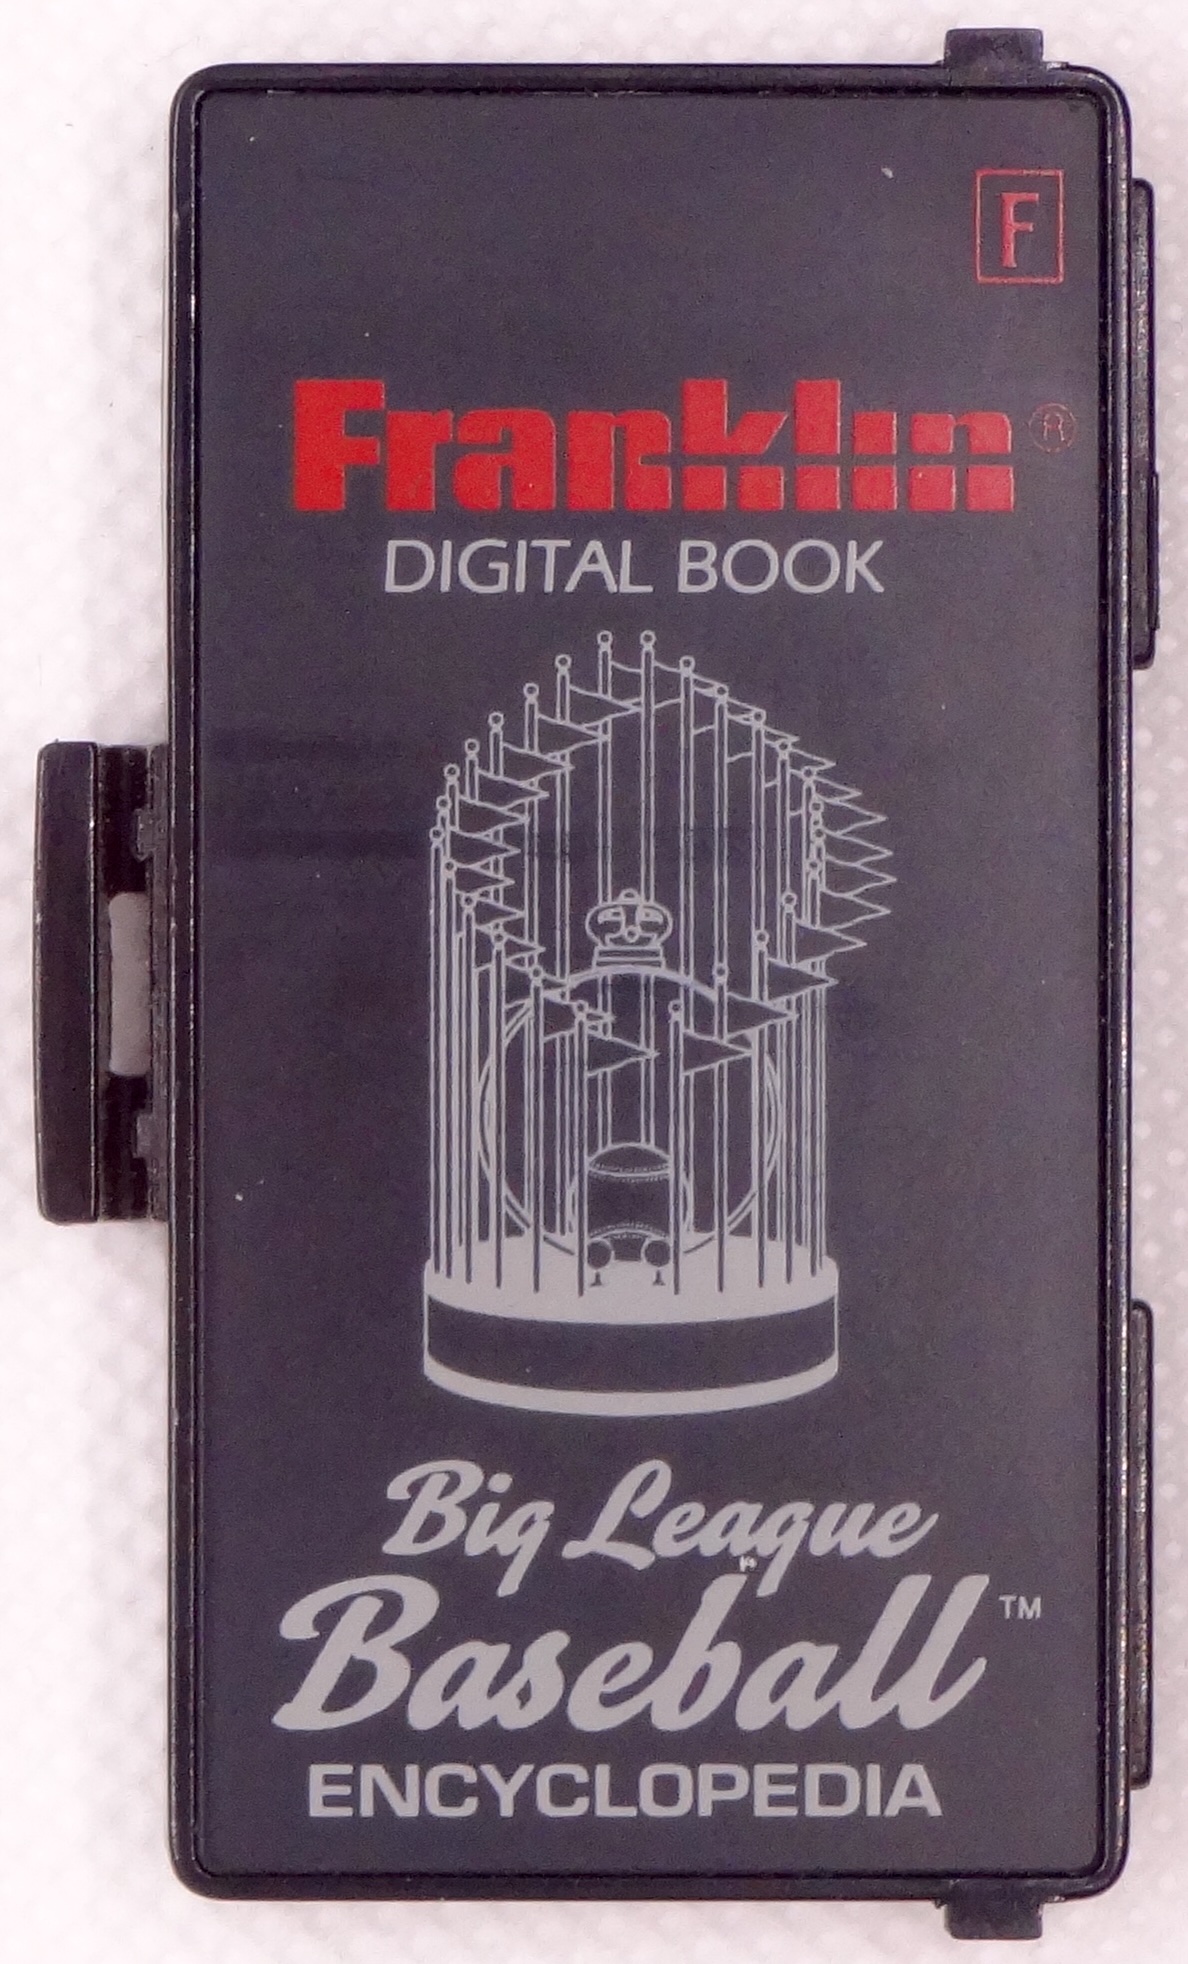 F
Franklin®
DIGITAL BOOK
Big League
Baseball™
ENCYCLOPEDIA